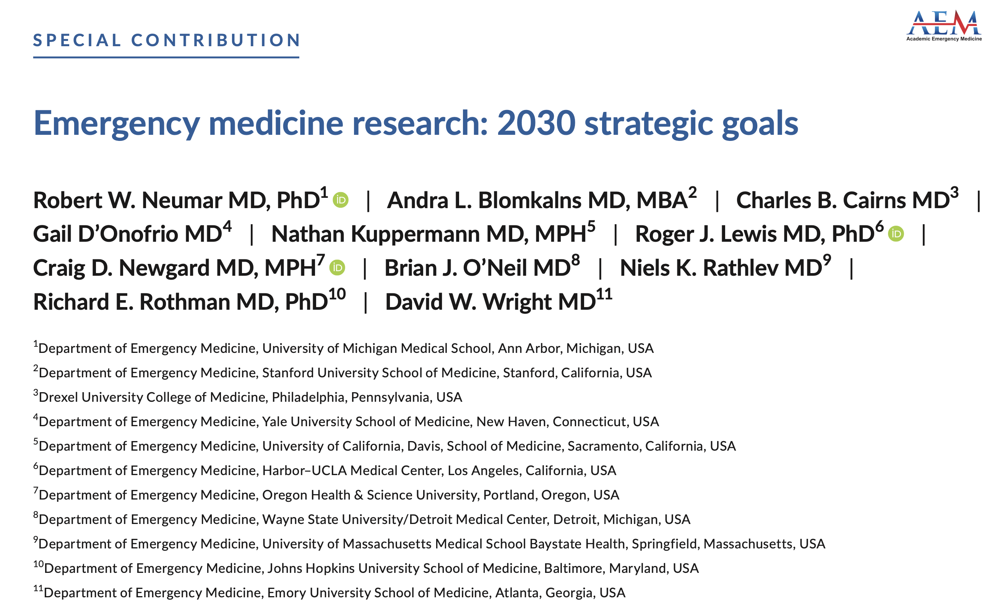 AEM
Academic Emergency Medicine
SPECIAL CONTRIBUTION
Emergency medicine research: 2030 strategic goals
Robert W. Neumar MD, PhD1 iD | Andra L. Blomkalns MD, MBA2 | Charles B. Cairns MD3 |
Gail D’Onofrio MD4 | Nathan Kuppermann MD, MPH5 | Roger J. Lewis MD, PhD6 iD |
Craig D. Newgard MD, MPH7 iD | Brian J. O’Neil MD8 | Niels K. Rathlev MD9 |
Richard E. Rothman MD, PhD10 | David W. Wright MD11
1Department of Emergency Medicine, University of Michigan Medical School, Ann Arbor, Michigan, USA
2Department of Emergency Medicine, Stanford University School of Medicine, Stanford, California, USA
3Drexel University College of Medicine, Philadelphia, Pennsylvania, USA
4Department of Emergency Medicine, Yale University School of Medicine, New Haven, Connecticut, USA
5Department of Emergency Medicine, University of California, Davis, School of Medicine, Sacramento, California, USA
6Department of Emergency Medicine, Harbor–UCLA Medical Center, Los Angeles, California, USA
7Department of Emergency Medicine, Oregon Health & Science University, Portland, Oregon, USA
8Department of Emergency Medicine, Wayne State University/Detroit Medical Center, Detroit, Michigan, USA
9Department of Emergency Medicine, University of Massachusetts Medical School Baystate Health, Springfield, Massachusetts, USA
10Department of Emergency Medicine, Johns Hopkins University School of Medicine, Baltimore, Maryland, USA
11Department of Emergency Medicine, Emory University School of Medicine, Atlanta, Georgia, USA